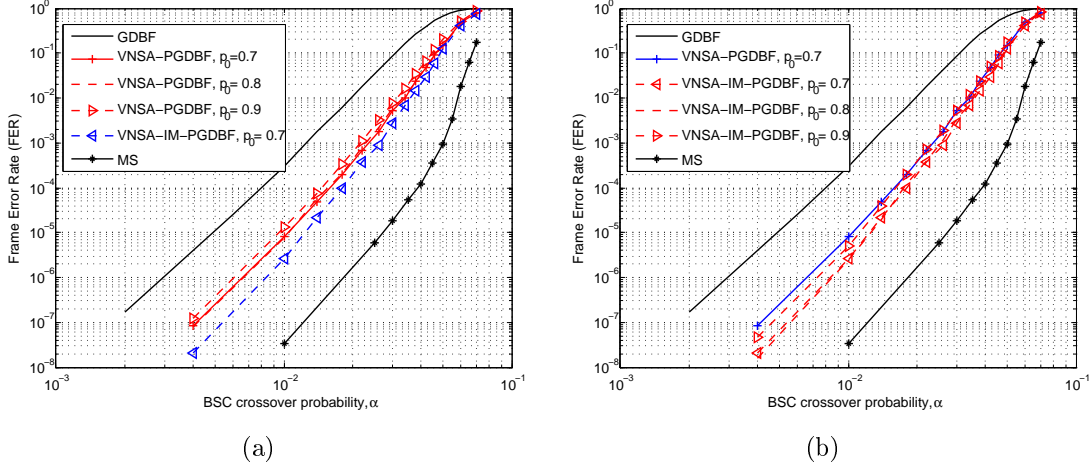 10^0
10^-1
10^-2
10^-3
10^-4
10^-5
10^-6
10^-7
10^-8
Frame Error Rate (FER)
GDBF
VNSA−PGDBF, p0=0.7
VNSA−PGDBF, p0= 0.8
VNSA−PGDBF, p0= 0.9
VNSA−IM−PGDBF, p0= 0.7
MS
10^-3
10^-2
10^-1
BSC crossover probability, α
(a)
10^0
10^-1
10^-2
10^-3
10^-4
10^-5
10^-6
10^-7
10^-8
Frame Error Rate (FER)
GDBF
VNSA−PGDBF, p0=0.7
VNSA−IM−PGDBF, p0= 0.7
VNSA−IM−PGDBF, p0= 0.8
VNSA−IM−PGDBF, p0= 0.9
MS
10^-3
10^-2
10^-1
BSC crossover probability, α
(b)